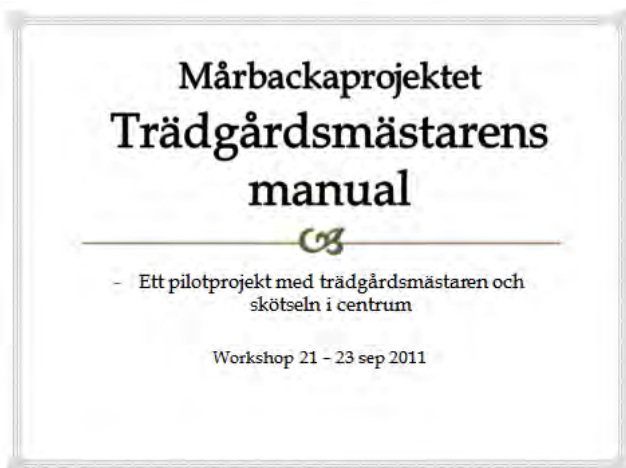 Mårbackaprojektet
Trädgårdsmästarens
manual
- Ett pilotprojekt med trädgårdsmästaren och
skötseln i centrum
Workshop 21 – 23 sep 2011